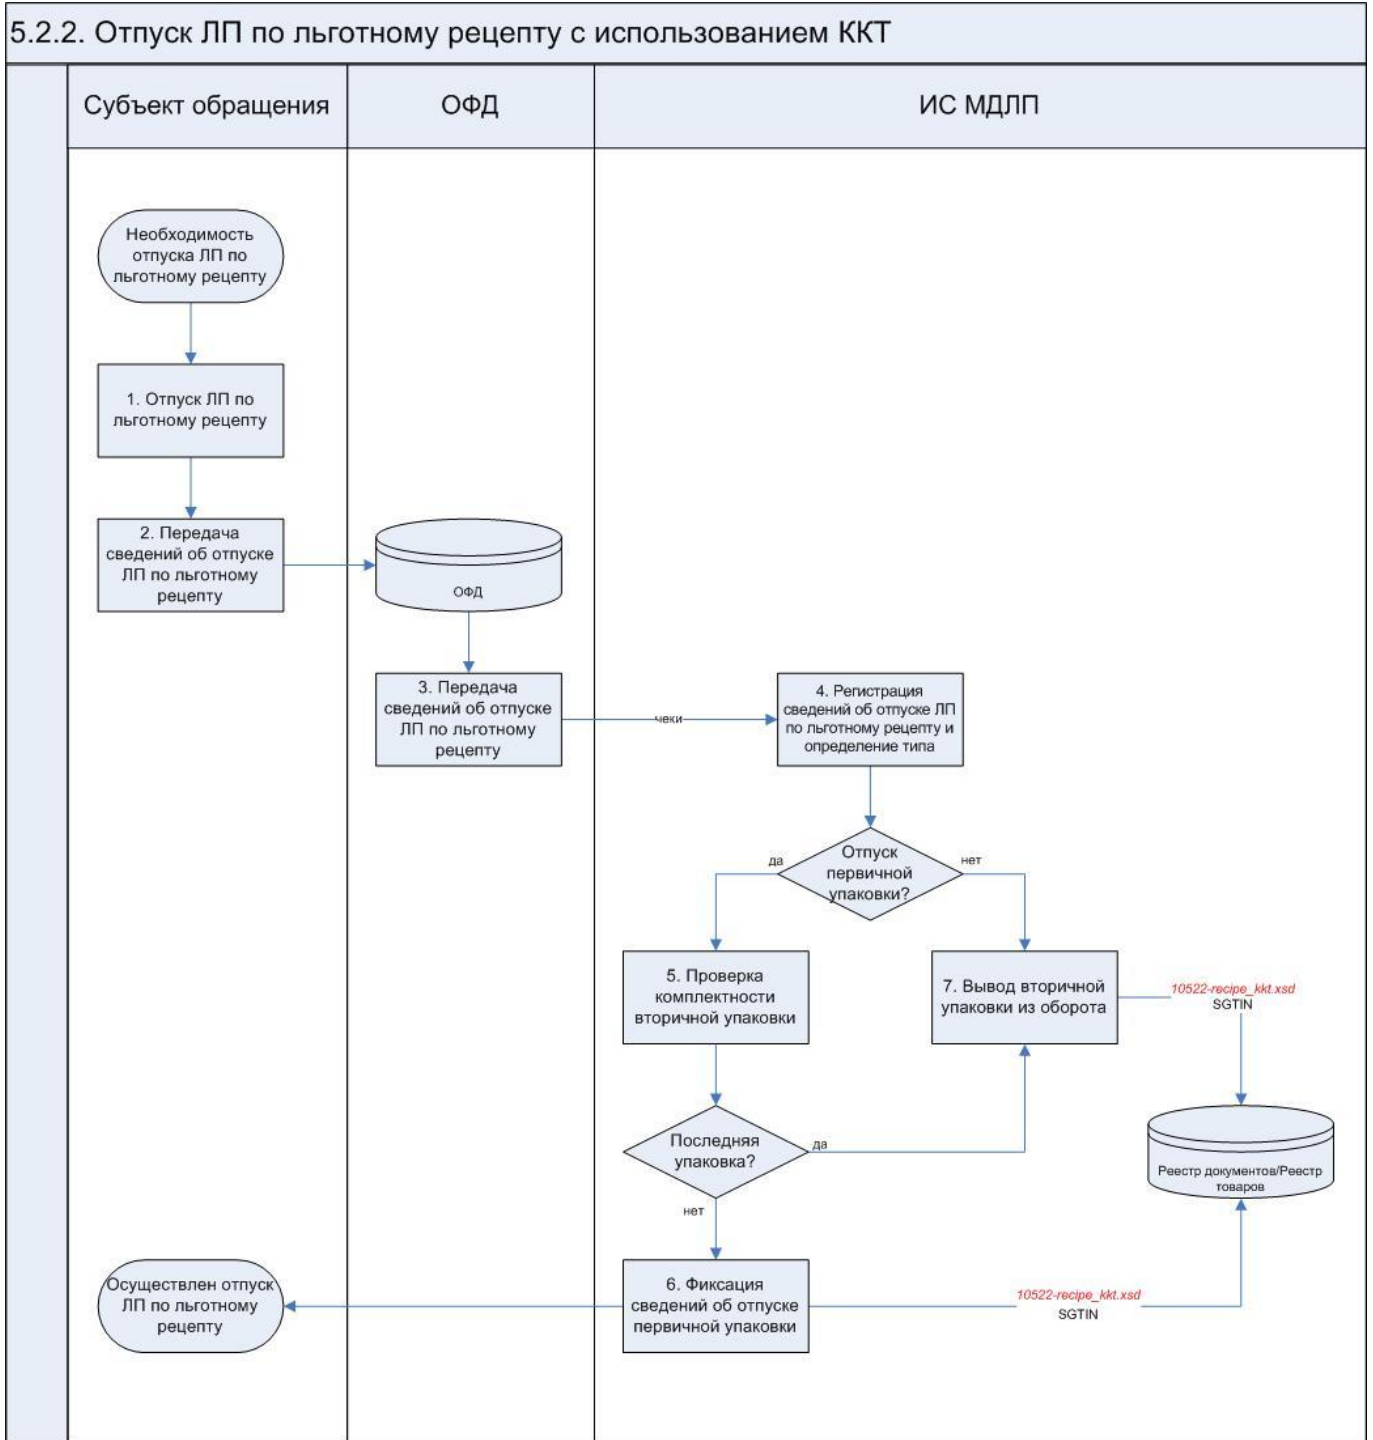 5.2.2. Отпуск ЛП по льготному рецепту с использованием ККТ
Субъект обращения
ОФД
ИС МДЛП
Необходимость
отпуска ЛП по
льготному рецепту
1. Отпуск ЛП по
льготному рецепту
2. Передача
сведений об отпуске
ЛП по льготному
рецепту
ОФД
3. Передача
сведений об отпуске
ЛП по льготному
рецепту
чеки
4. Регистрация
сведений об отпуске ЛП
по льготному рецепту и
определение типа
Отпуск
первичной
упаковки?
да
нет
5. Проверка
комплектности
вторичной упаковки
7. Вывод вторичной
упаковки из оборота
10522-recipe_kkt.xsd
SGTIN
Последняя
упаковка?
да
нет
Реестр документов/Реестр
товаров
Осуществлен отпуск
ЛП по льготному
рецепту
6. Фиксация
сведений об отпуске
первичной упаковки
10522-recipe_kkt.xsd
SGTIN